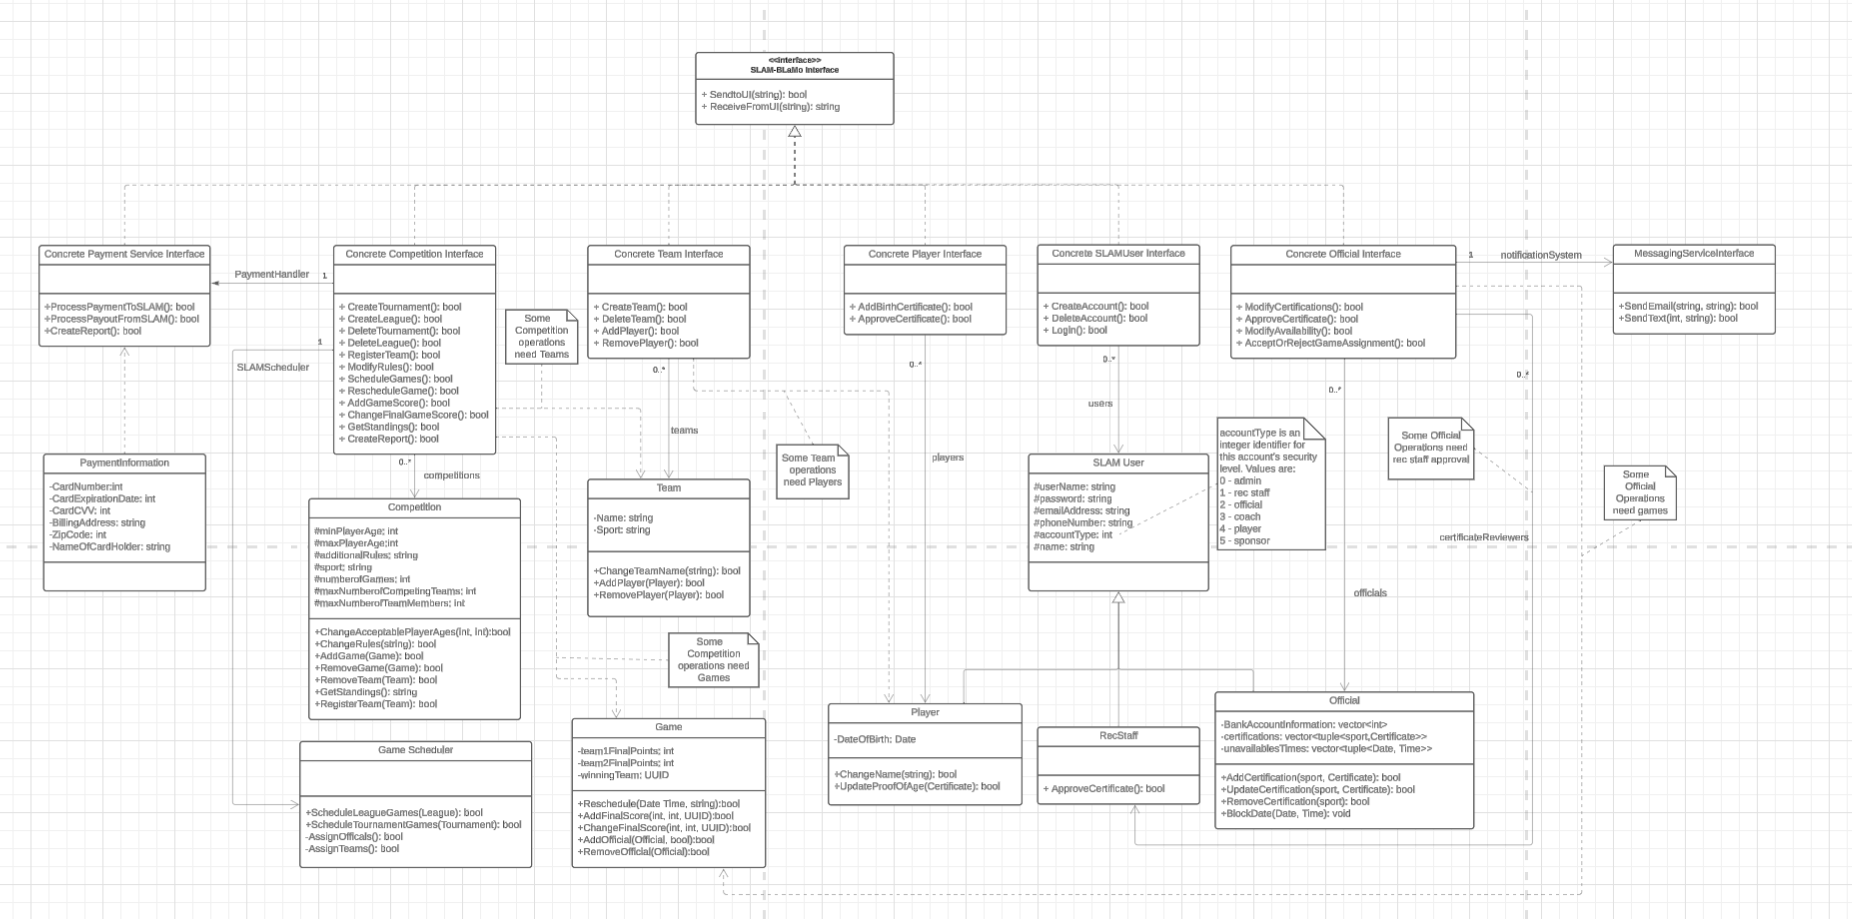 <<interface>>
SLAM-BLaMo Interface
+ SendtoUI(string): bool
+ ReceiveFromUI(string): string
Concrete Payment Service Interface
+ProcessPaymentToSLAM(): bool
+ProcessPayoutFromSLAM(): bool
+CreateReport(): bool
PaymentHandler
1
Concrete Competition Interface
+ CreateTournament(): bool
+ CreateLeague(): bool
+ DeleteTournament(): bool
+ DeleteLeague(): bool
+ RegisterTeam(): bool
+ ModifyRules(): bool
+ ScheduleGames(): bool
+ RescheduleGame(): bool
+ AddGameScore(): bool
+ ChangeFinalGameScore(): bool
+ GetStandings(): bool
+ CreateReport(): bool
1
SLAMScheduler
Some
Competition
operations
need Teams
Concrete Team Interface
+ CreateTeam(): bool
+ DeleteTeam(): bool
+ AddPlayer(): bool
+ RemovePlayer(): bool
0..*
teams
Concrete Player Interface
+ AddBirthCertificate(): bool
+ ApproveCertificate(): bool
0..*
players
Concrete SLAMUser Interface
+ CreateAccount(): bool
+ DeleteAccount(): bool
+ Login(): bool
0..*
users
Concrete Official Interface
+ ModifyCertifications(): bool
+ ApproveCertificate(): bool
+ ModifyAvailability(): bool
+ AcceptOrRejectGameAssignment(): bool
1
notificationSystem
0..*
0..*
MessagingServiceInterface
+SendEmail(string, string): bool
+SendText(int, string): bool
PaymentInformation
-CardNumber:int
-CardExpirationDate: int
-CardCVV: int
-BillingAddress: string
-ZipCode: int
-NameOfCardHolder: string
0..*
competitions
Competition
#minPlayerAge: int
#maxPlayerAge:int
#additionalRules: string
#sport: string
#numberofGames: int
#maxNumberofCompetingTeams: int
#maxNumberofTeamMembers: int
+ChangeAcceptablePlayerAges(int, int):bool
+ChangeRules(string): bool
+AddGame(Game): bool
+RemoveGame(Game): bool
+RemoveTeam(Team): bool
+GetStandings(): string
+RegisterTeam(Team): bool
Team
-Name: string
-Sport: string
+ChangeTeamName(string): bool
+AddPlayer(Player): bool
+RemovePlayer(Player): bool
Some Team
operations
need Players
SLAM User
#userName: string
#password: string
#emailAddress: string
#phoneNumber: string
#accountType: int
#name: string
accountType is an
integer identifier for
this account's security
level. Values are:
0 - admin
1 - rec staff
2 - official
3 - coach
4 - player
5 - sponsor
Some Official
Operations need
rec staff approval
Some
Official
Operations
need games
certificateReviewers
officials
Some
Competition
operations need
Games
Game Scheduler
+ScheduleLeagueGames(League): bool
+ScheduleTournamentGames(Tournament): bool
-AssignOfficals(): bool
-AssignTeams(): bool
Game
-team1FinalPoints: int
-team2FinalPoints: int
-winningTeam: UUID
+Reschedule(Date Time, string):bool
+AddFinalScore(int, int, UUID):bool
+ChangeFinalScore(int, int, UUID):bool
+AddOfficial(Official, bool):bool
+RemoveOfficial(Official):bool
Player
-DateOfBirth: Date
+ChangeName(string): bool
+UpdateProofOfAge(Certificate): bool
RecStaff
+ ApproveCertificate(): bool
Official
-BankAccountInformation: vector<int>
-certifications: vector<tuple<sport,Certificate>>
-unavailablesTimes: vector<tuple<Date, Time>>
+AddCertification(sport, Certificate): bool
+UpdateCertification(sport, Certificate): bool
+RemoveCertification(sport): bool
+BlockDate(Date, Time): void